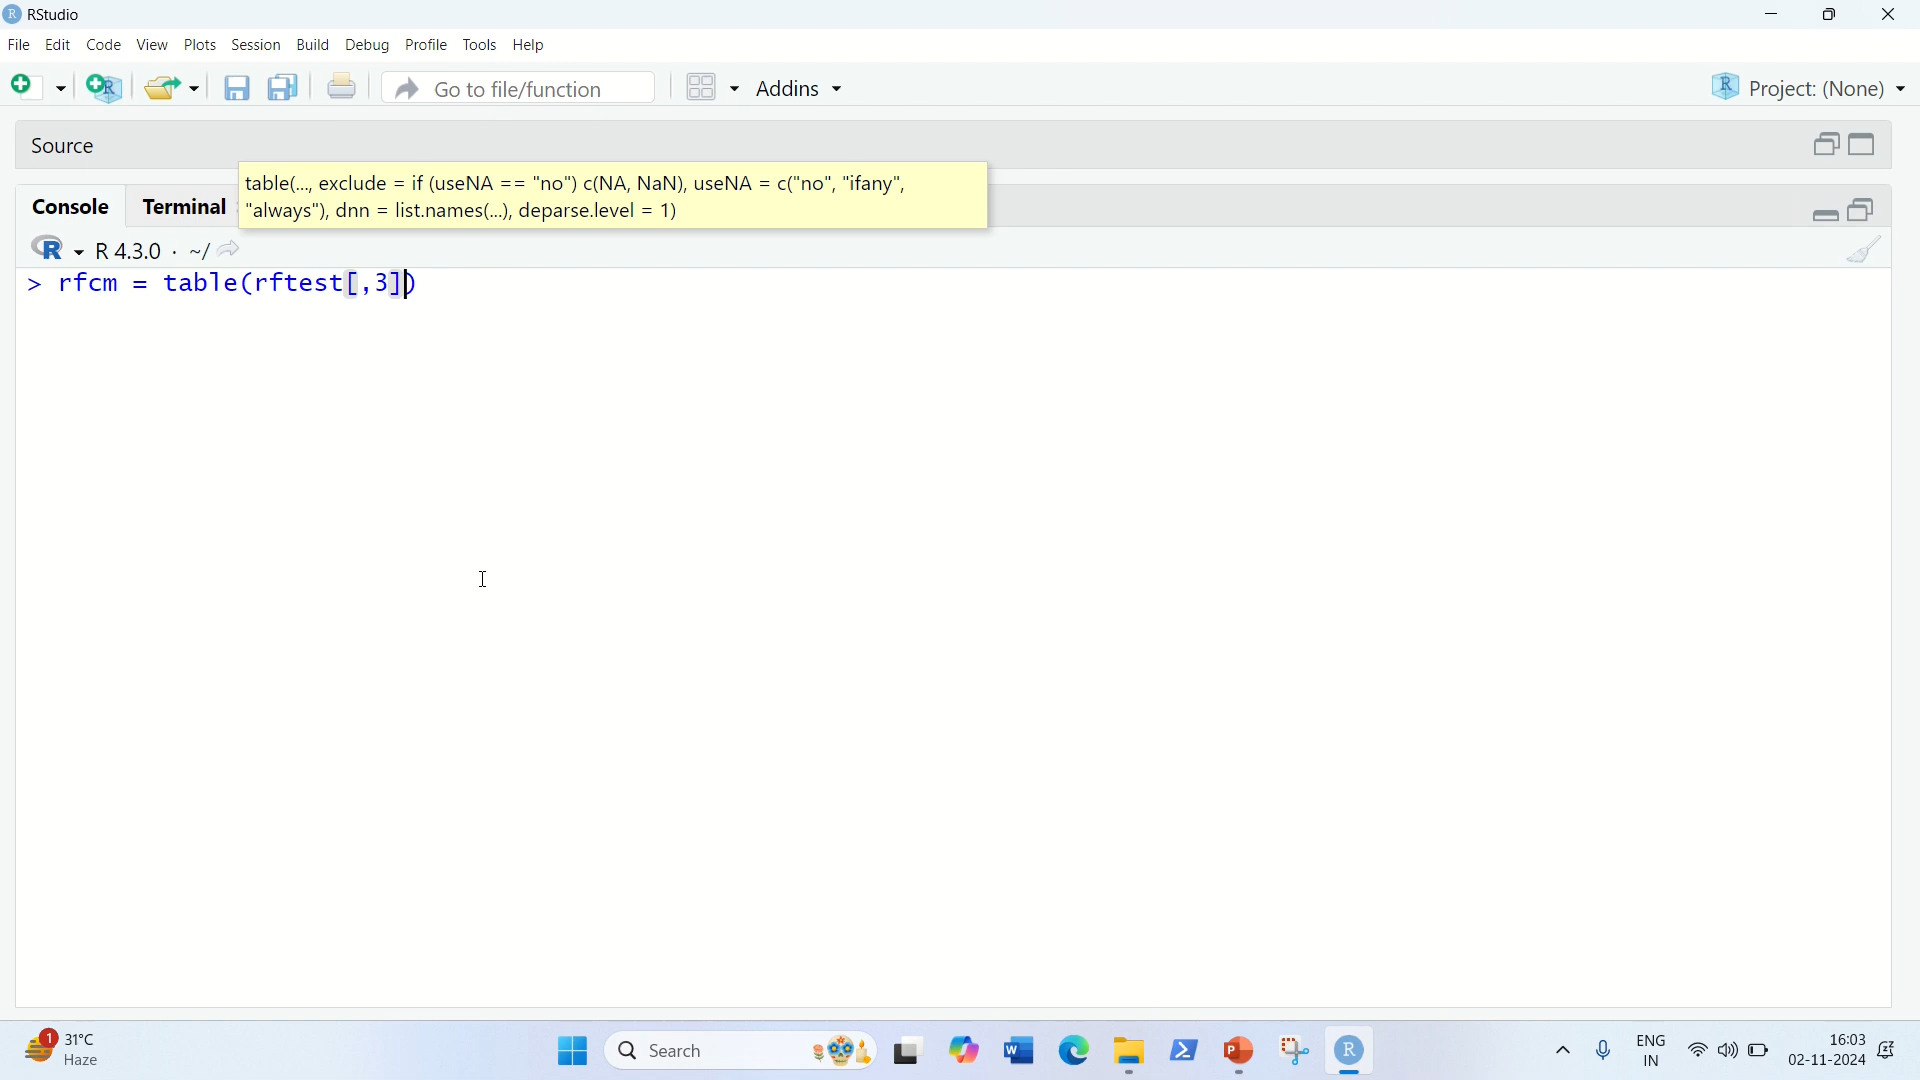 RStudio
File Edit Code View Plots Session Build Debug Profile Tools Help
Go to file/function Addins Project: (None)
Source
table(..., exclude = if (useNA == "no") c(NA, NaN), useNA = c("no", "ifany",
"always"), dnn = list.names(...), deparse.level = 1)
Console Terminal
R 4.3.0 · ~/
> rfcm = table(rftest[,3])
1 31°C
Haze
Search
ENG
IN
16:03
02-11-2024